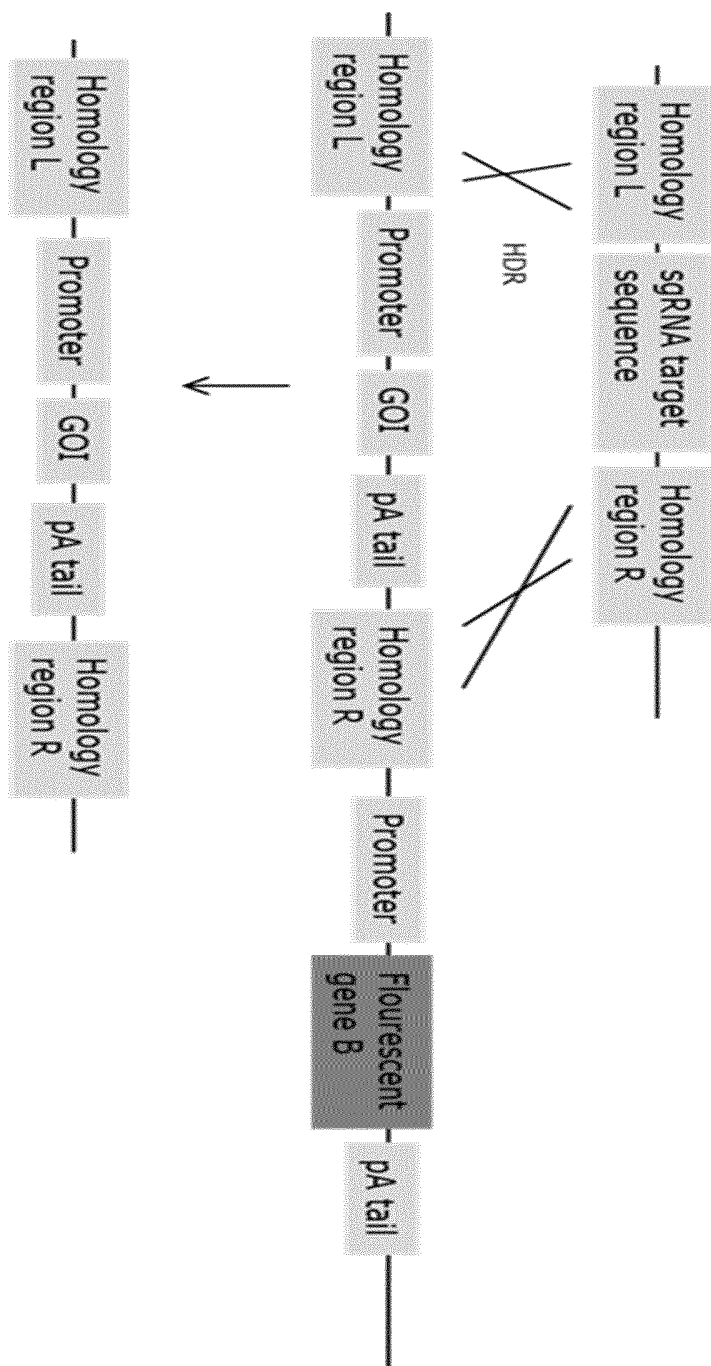 Homology
region L
sgRNA target
sequence
Homology
region R
HDR
Homology
region L
Promoter
GOI
pA tail
Homology
region R
Promoter
Flourescent
gene B
pA tail
Homology
region L
Promoter
GOI
pA tail
Homology
region R